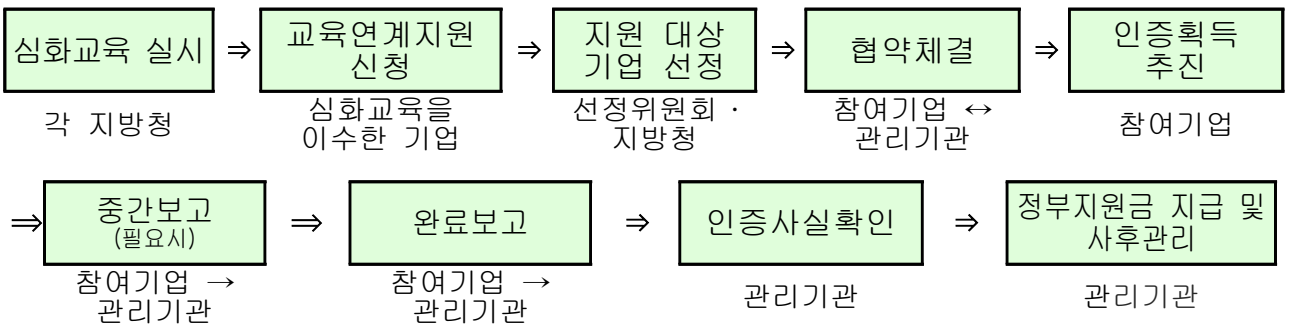 심화교육 실시 ⇒ 교육연계지원 신청 ⇒ 지원 대상 기업 선정 ⇒ 협약체결 ⇒ 인증획득 추진
각 지방청
심화교육을
이수한 기업
선정위원회 ·
지방청
참여기업 ↔
관리기관
참여기업
⇒ 중간보고 (필요시) ⇒ 완료보고 ⇒ 인증사실확인 ⇒ 정부지원금 지급 및 사후관리
참여기업 →
관리기관
참여기업 →
관리기관
관리기관
관리기관